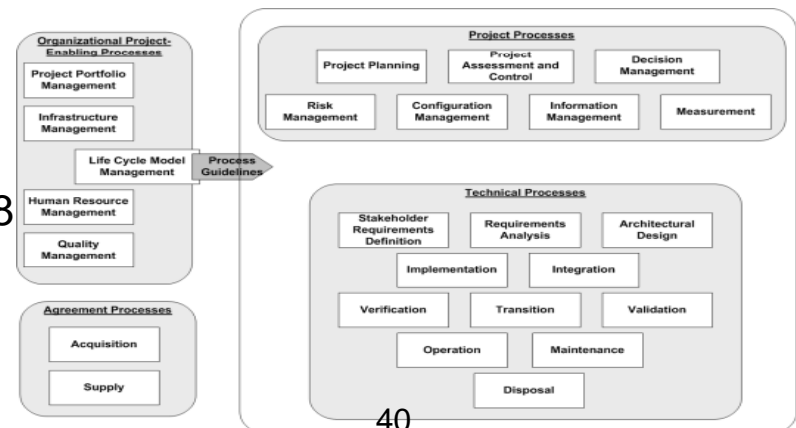 Organizational Project-
Enabling Processes
Project Portfolio
Management
Infrastructure
Management
Life Cycle Model
Management
Process
Guidelines
8
Human Resource
Management
Quality
Management
Agreement Processes
Acquisition
Supply
Project Processes
Project Planning
Project
Assessment and
Control
Decision
Management
Risk
Management
Configuration
Management
Information
Management
Measurement
Technical Processes
Stakeholder
Requirements
Definition
Requirements
Analysis
Architectural
Design
Implementation
Integration
Verification
Transition
Validation
Operation
Maintenance
Disposal
40